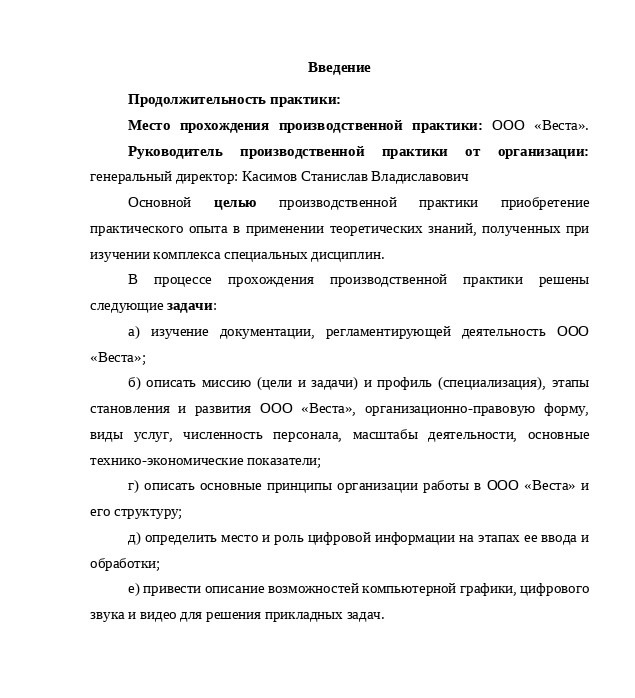 Введение
Продолжительность практики:
Место прохождения производственной практики: ООО «Веста».
Руководитель производственной практики от организации:
генеральный директор: Касимов Станислав Владиславович
Основной целью производственной практики приобретение
практического опыта в применении теоретических знаний, полученных при
изучении комплекса специальных дисциплин.
В процессе прохождения производственной практики решены
следующие задачи:
а) изучение документации, регламентирующей деятельность ООО
«Веста»;
б) описать миссию (цели и задачи) и профиль (специализация), этапы
становления и развития ООО «Веста», организационно-правовую форму,
виды услуг, численность персонала, масштабы деятельности, основные
технико-экономические показатели;
г) описать основные принципы организации работы в ООО «Веста» и
его структуру;
д) определить место и роль цифровой информации на этапах ее ввода и
обработки;
е) привести описание возможностей компьютерной графики, цифрового
звука и видео для решения прикладных задач.